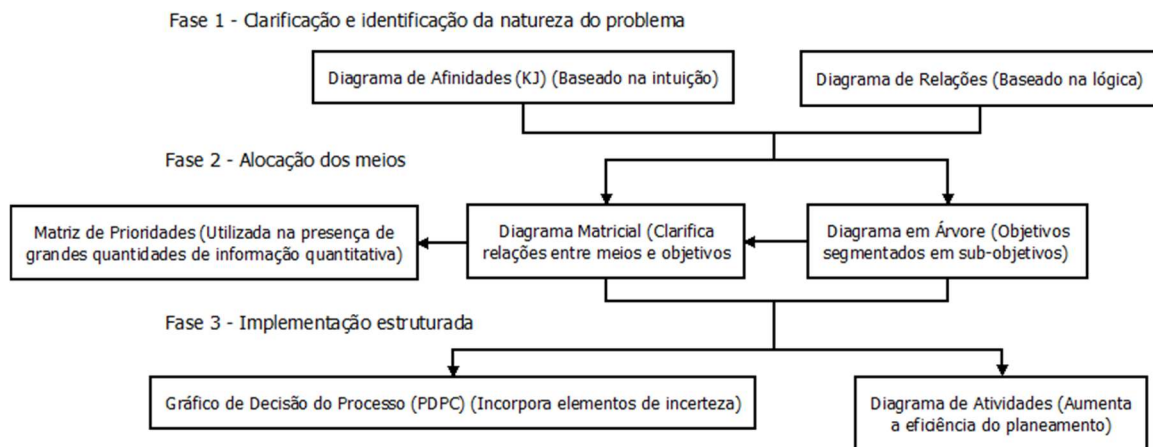 Fase 1 - Clarificação e identificação da natureza do problema
Diagrama de Afinidades (KJ) (Baseado na intuição)
Diagrama de Relações (Baseado na lógica)
Fase 2 - Alocação dos meios
Matriz de Prioridades (Utilizada na presença de
grandes quantidades de informação quantitativa)
Diagrama Matricial (Clarifica
relações entre meios e objetivos
Diagrama em Árvore (Objetivos
segmentados em sub-objetivos)
Fase 3 - Implementação estruturada
Gráfico de Decisão do Processo (PDPC) (Incorpora elementos de incerteza)
Diagrama de Atividades (Aumenta
a eficiência do planeamento)